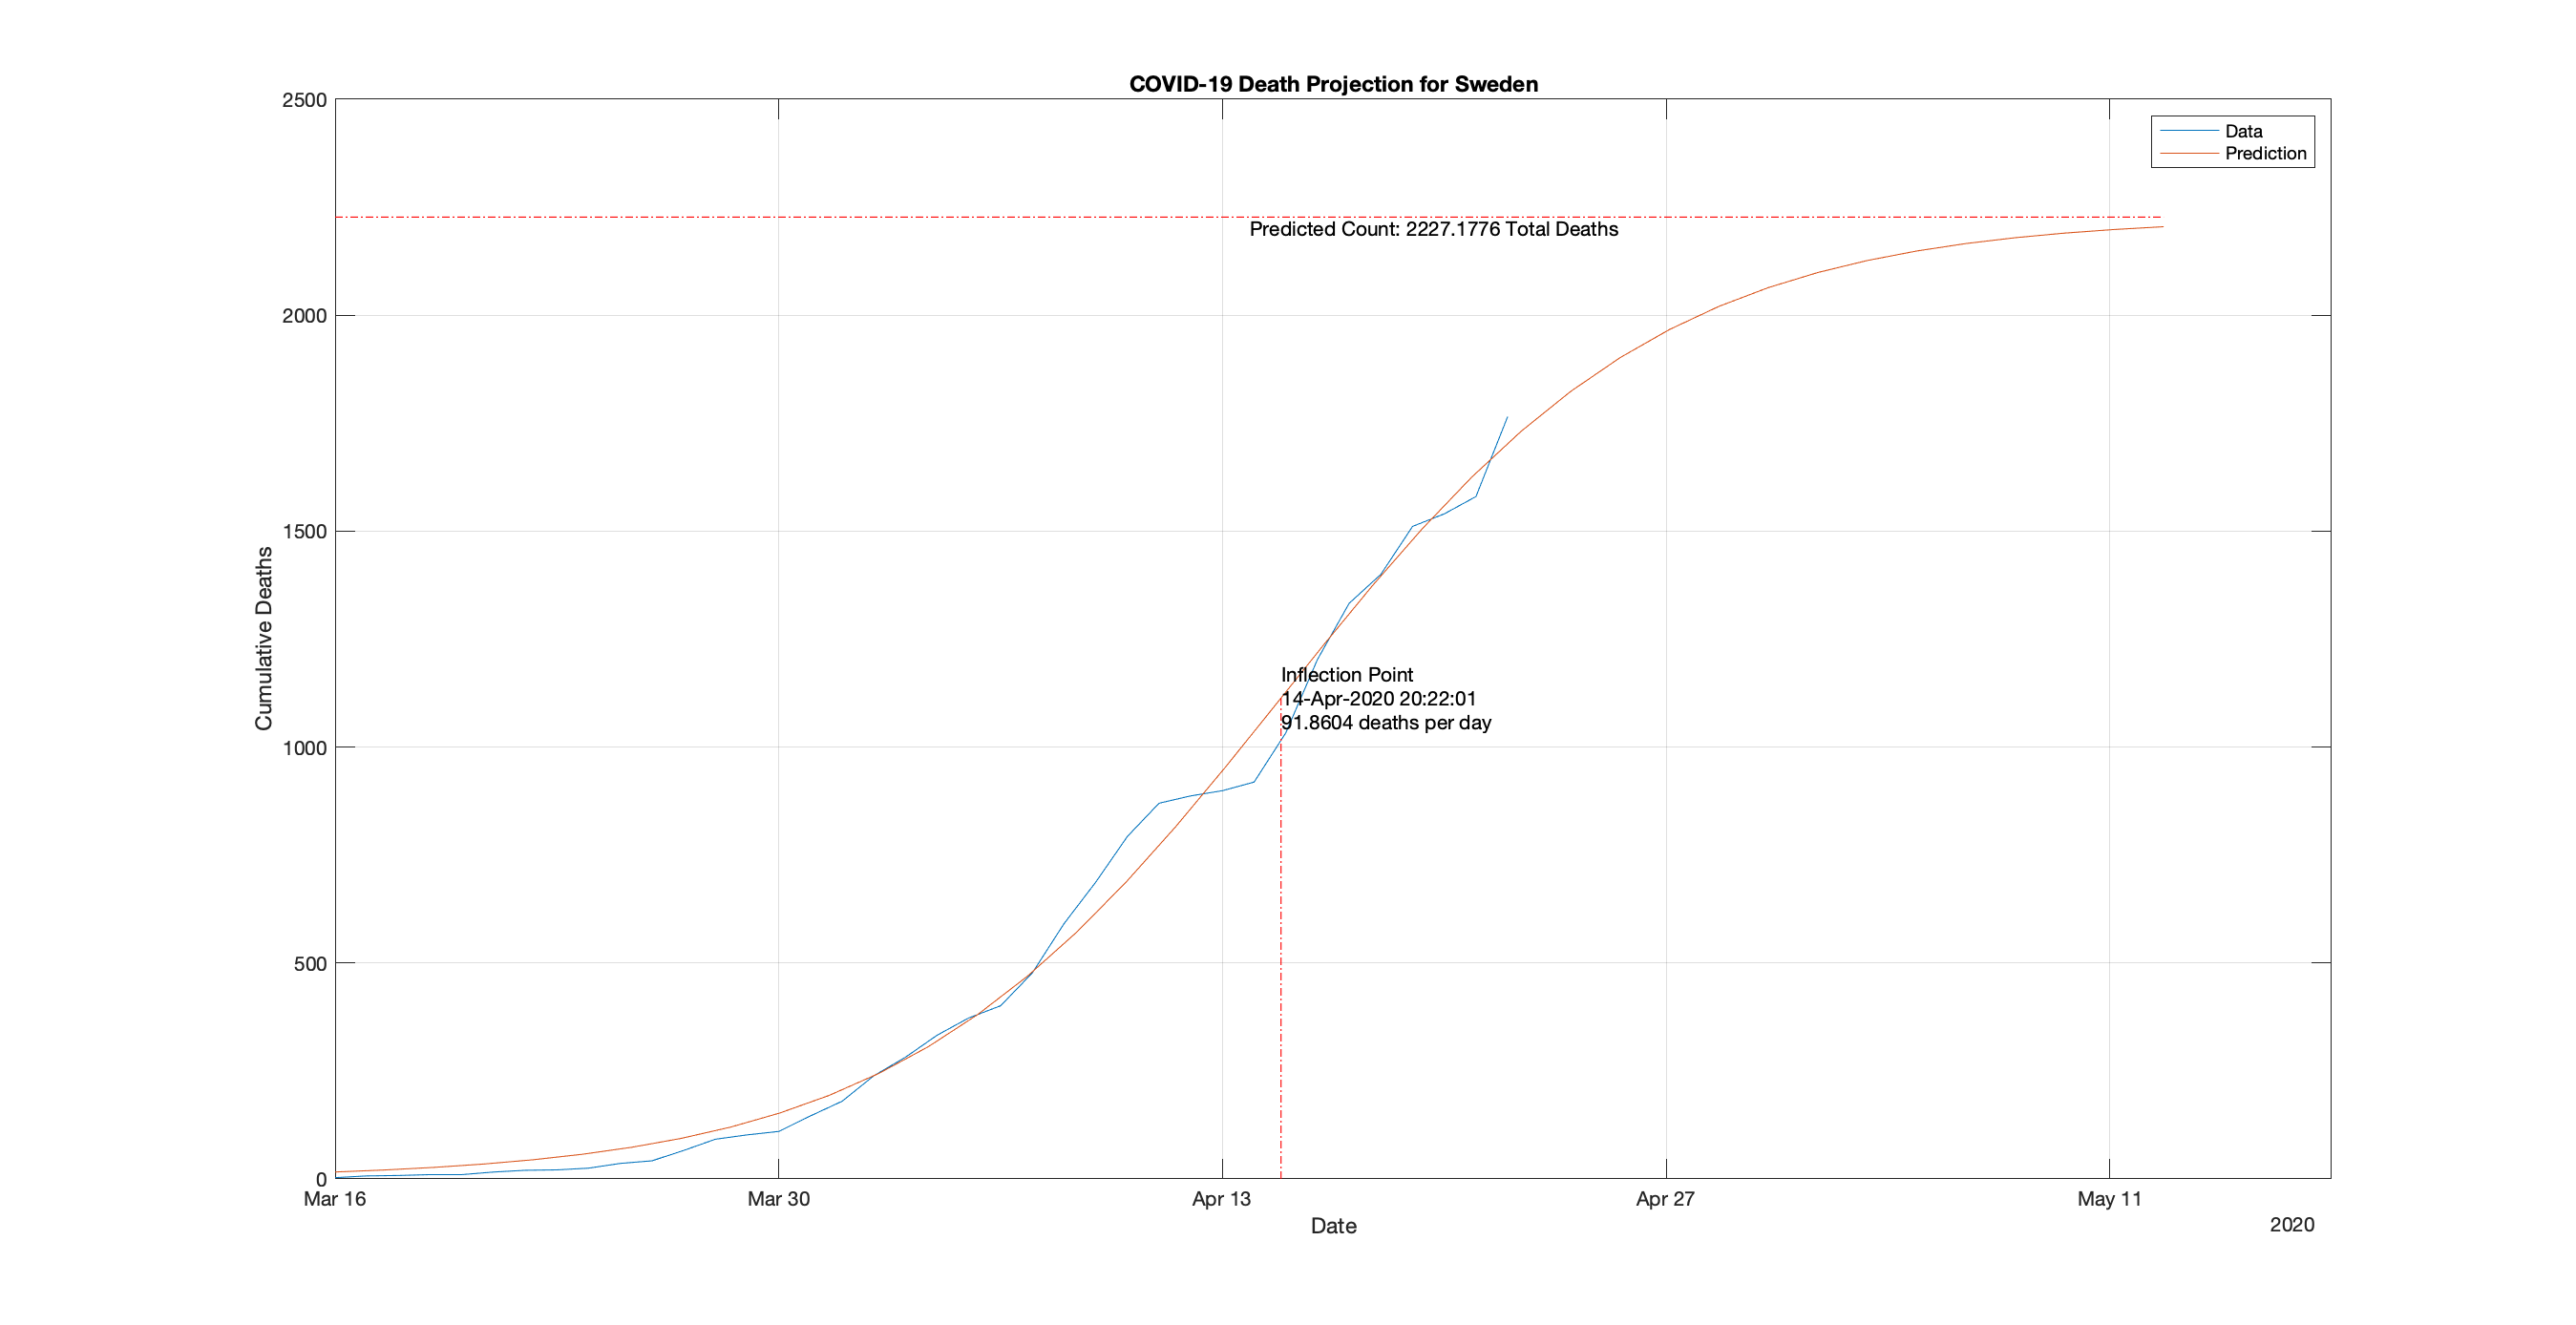 COVID-19 Death Projection for Sweden
2500
Data
Prediction
Predicted Count: 2227.1776 Total Deaths
2000
1500
Inflection Point
14-Apr-2020 20:22:01
91.8604 deaths per day
1000
500
0
Cumulative Deaths
Mar 16
Mar 30
Apr 13
Apr 27
May 11
Date
2020